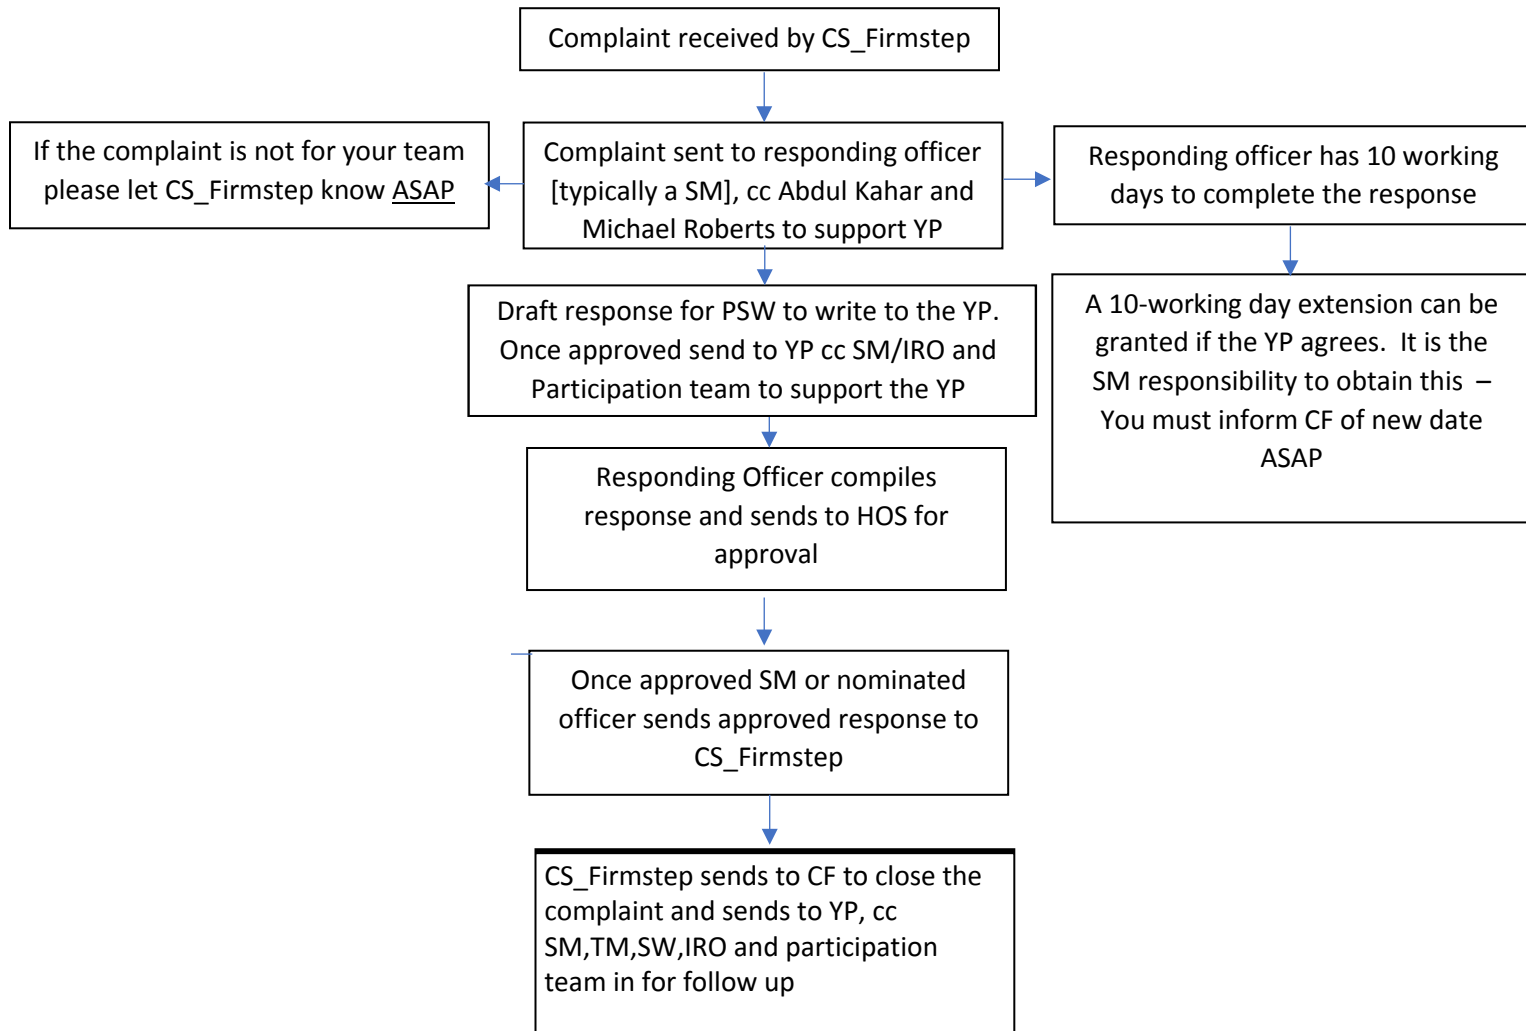 Complaint received by CS_Firmstep
If the complaint is not for your team
please let CS_Firmstep know ASAP
Complaint sent to responding officer
[typically a SM], cc Abdul Kahar and
Michael Roberts to support YP
Responding officer has 10 working
days to complete the response
A 10-working day extension can be
granted if the YP agrees.  It is the
SM responsibility to obtain this –
You must inform CF of new date
ASAP
Draft response for PSW to write to the YP.
Once approved send to YP cc SM/IRO and
Participation team to support the YP
Responding Officer compiles
response and sends to HOS for
approval
Once approved SM or nominated
officer sends approved response to
CS_Firmstep
CS_Firmstep sends to CF to close the
complaint and sends to YP, cc
SM,TM,SW,IRO and participation
team in for follow up